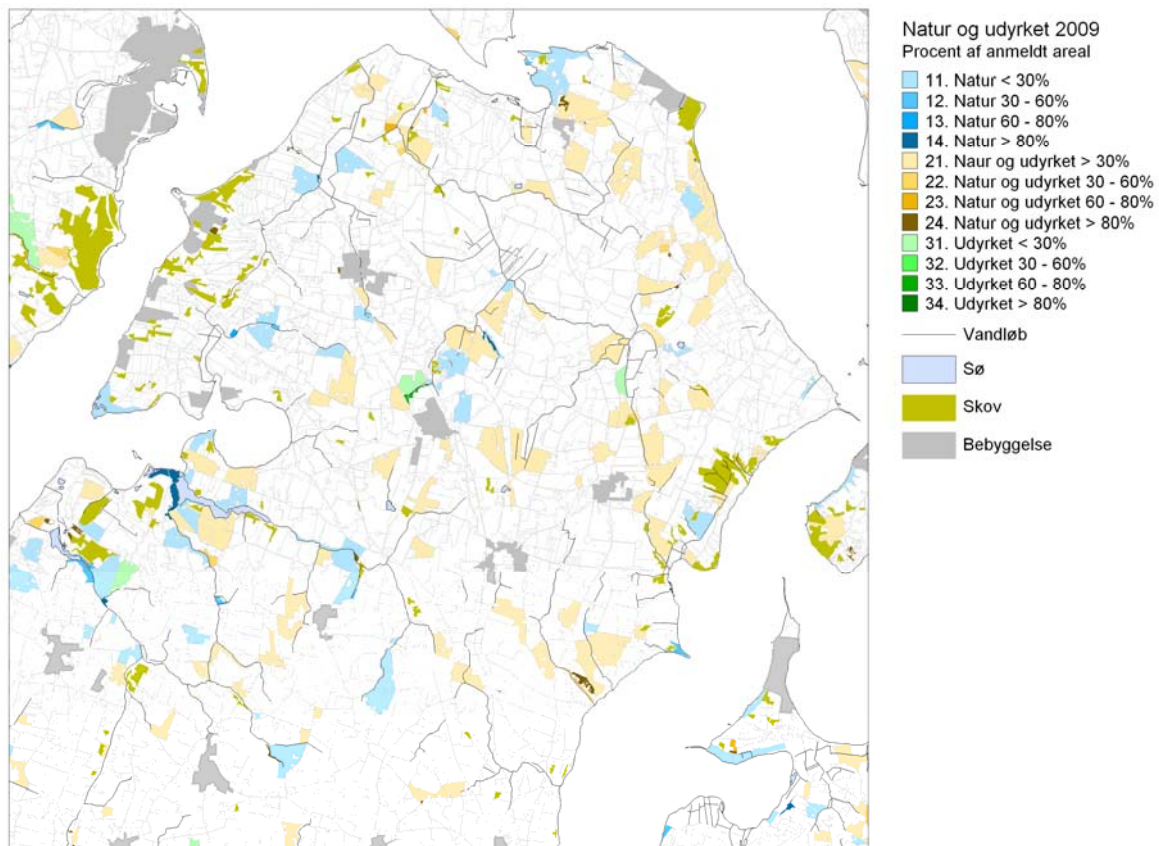 Natur og udyrket 2009
Procent af anmeldt areal
11. Natur < 30%
12. Natur 30 - 60%
13. Natur 60 - 80%
14. Natur > 80%
21. Naur og udyrket > 30%
22. Natur og udyrket 30 - 60%
23. Natur og udyrket 60 - 80%
24. Natur og udyrket > 80%
31. Udyrket < 30%
32. Udyrket 30 - 60%
33. Udyrket 60 - 80%
34. Udyrket > 80%
Vandløb
Sø
Skov
Bebyggelse